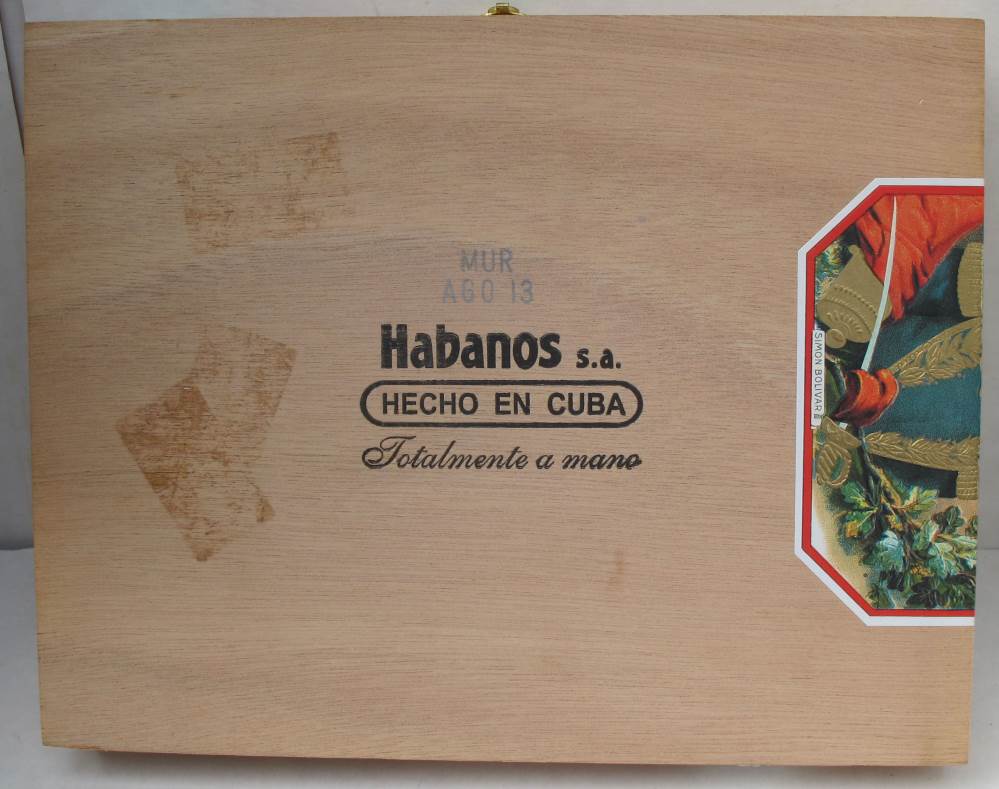 MUR
AGO 13
Habanos s.a.
HECHO EN CUBA
Totalmente a mano
SIMON BOLIVAR